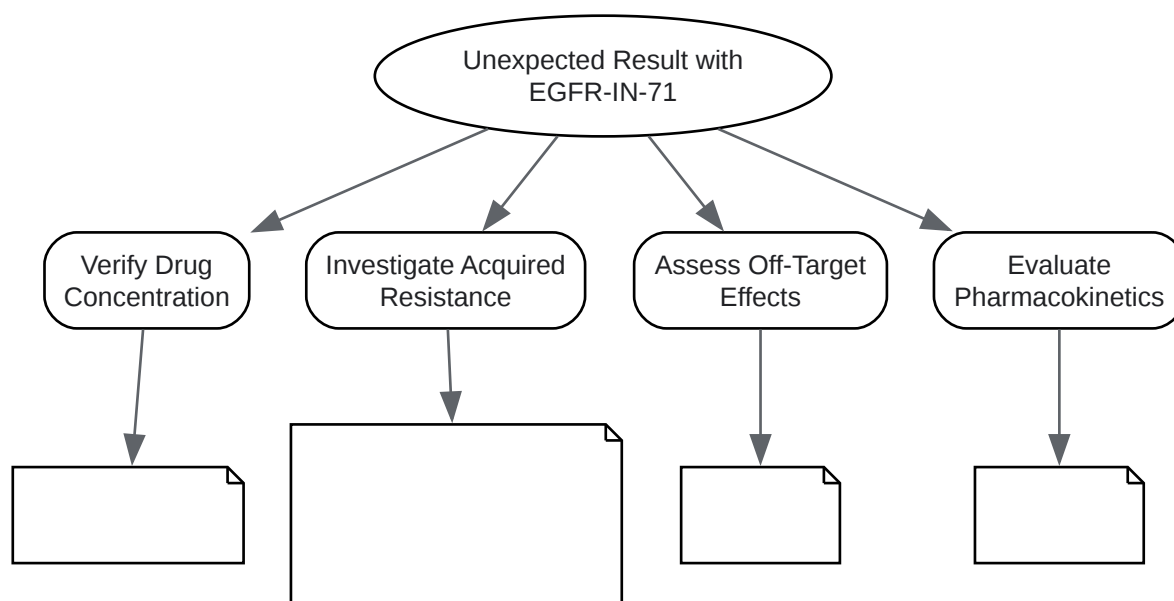 Unexpected Result with
EGFR-IN-71
Verify Drug
Concentration
Investigate Acquired
Resistance
Assess Off-Target
Effects
Evaluate
Pharmacokinetics